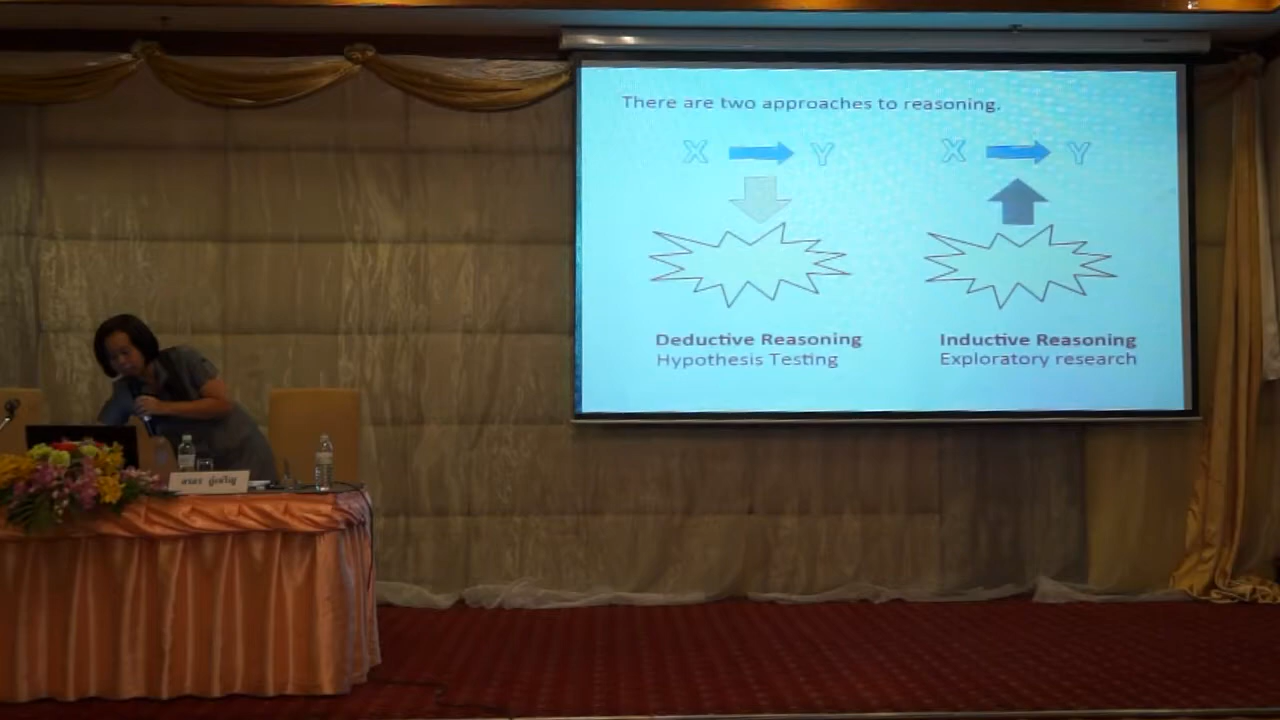 There are two approaches to reasoning.
X Y X Y
Deductive Reasoning
Hypothesis Testing
Inductive Reasoning
Exploratory research